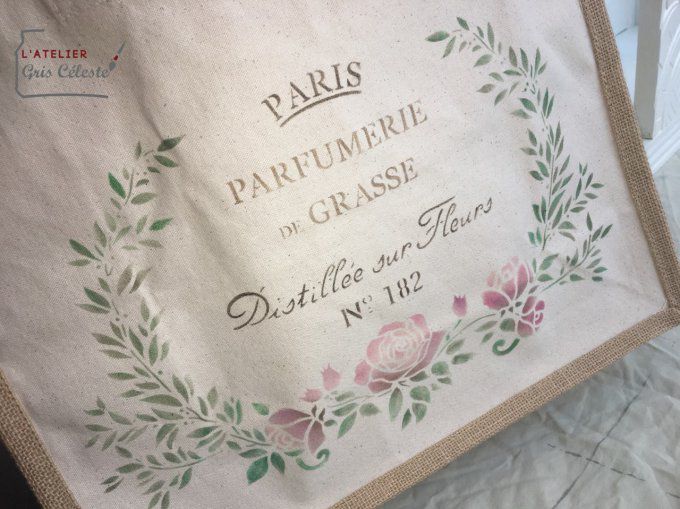 L'ATELIER
Gris Céleste
PARIS
PARFUMERIE
DE GRASSE
Distillée sur Fleurs
Nº 182